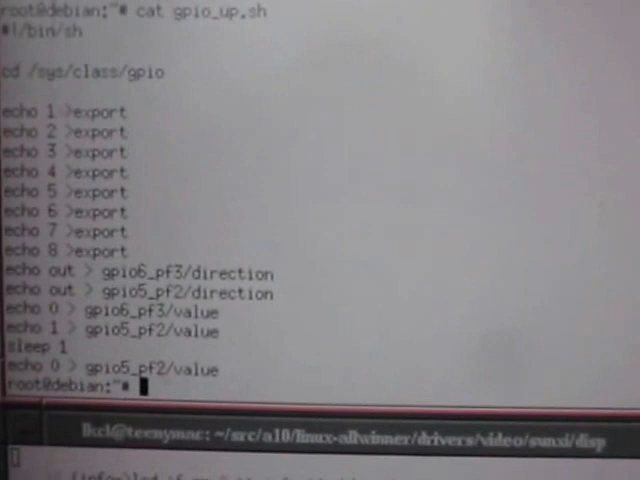 root@debian:~# cat gpio_up.sh
#!/bin/sh
cd /sys/class/gpio
echo 1 >export
echo 2 >export
echo 3 >export
echo 4 >export
echo 5 >export
echo 6 >export
echo 7 >export
echo 8 >export
echo out > gpio6_pf3/direction
echo out > gpio5_pf2/direction
echo 0 > gpio6_pf3/value
echo 1 > gpio5_pf2/value
sleep 1
echo 0 > gpio5_pf2/value
root@debian:~#
lkcl@teenymac: ~/src/a10/linux-allwinner/drivers/video/sunxi/disp